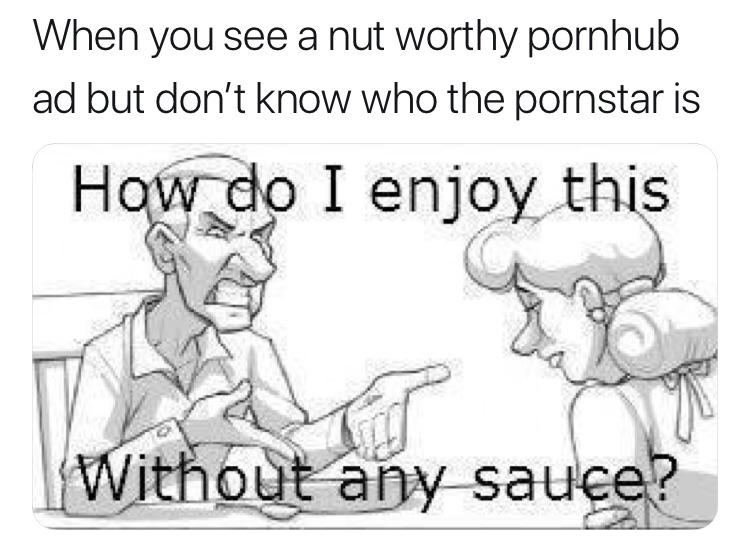 When you see a nut worthy pornhub
ad but don’t know who the pornstar is
How do I enjoy this
Without any sauce?